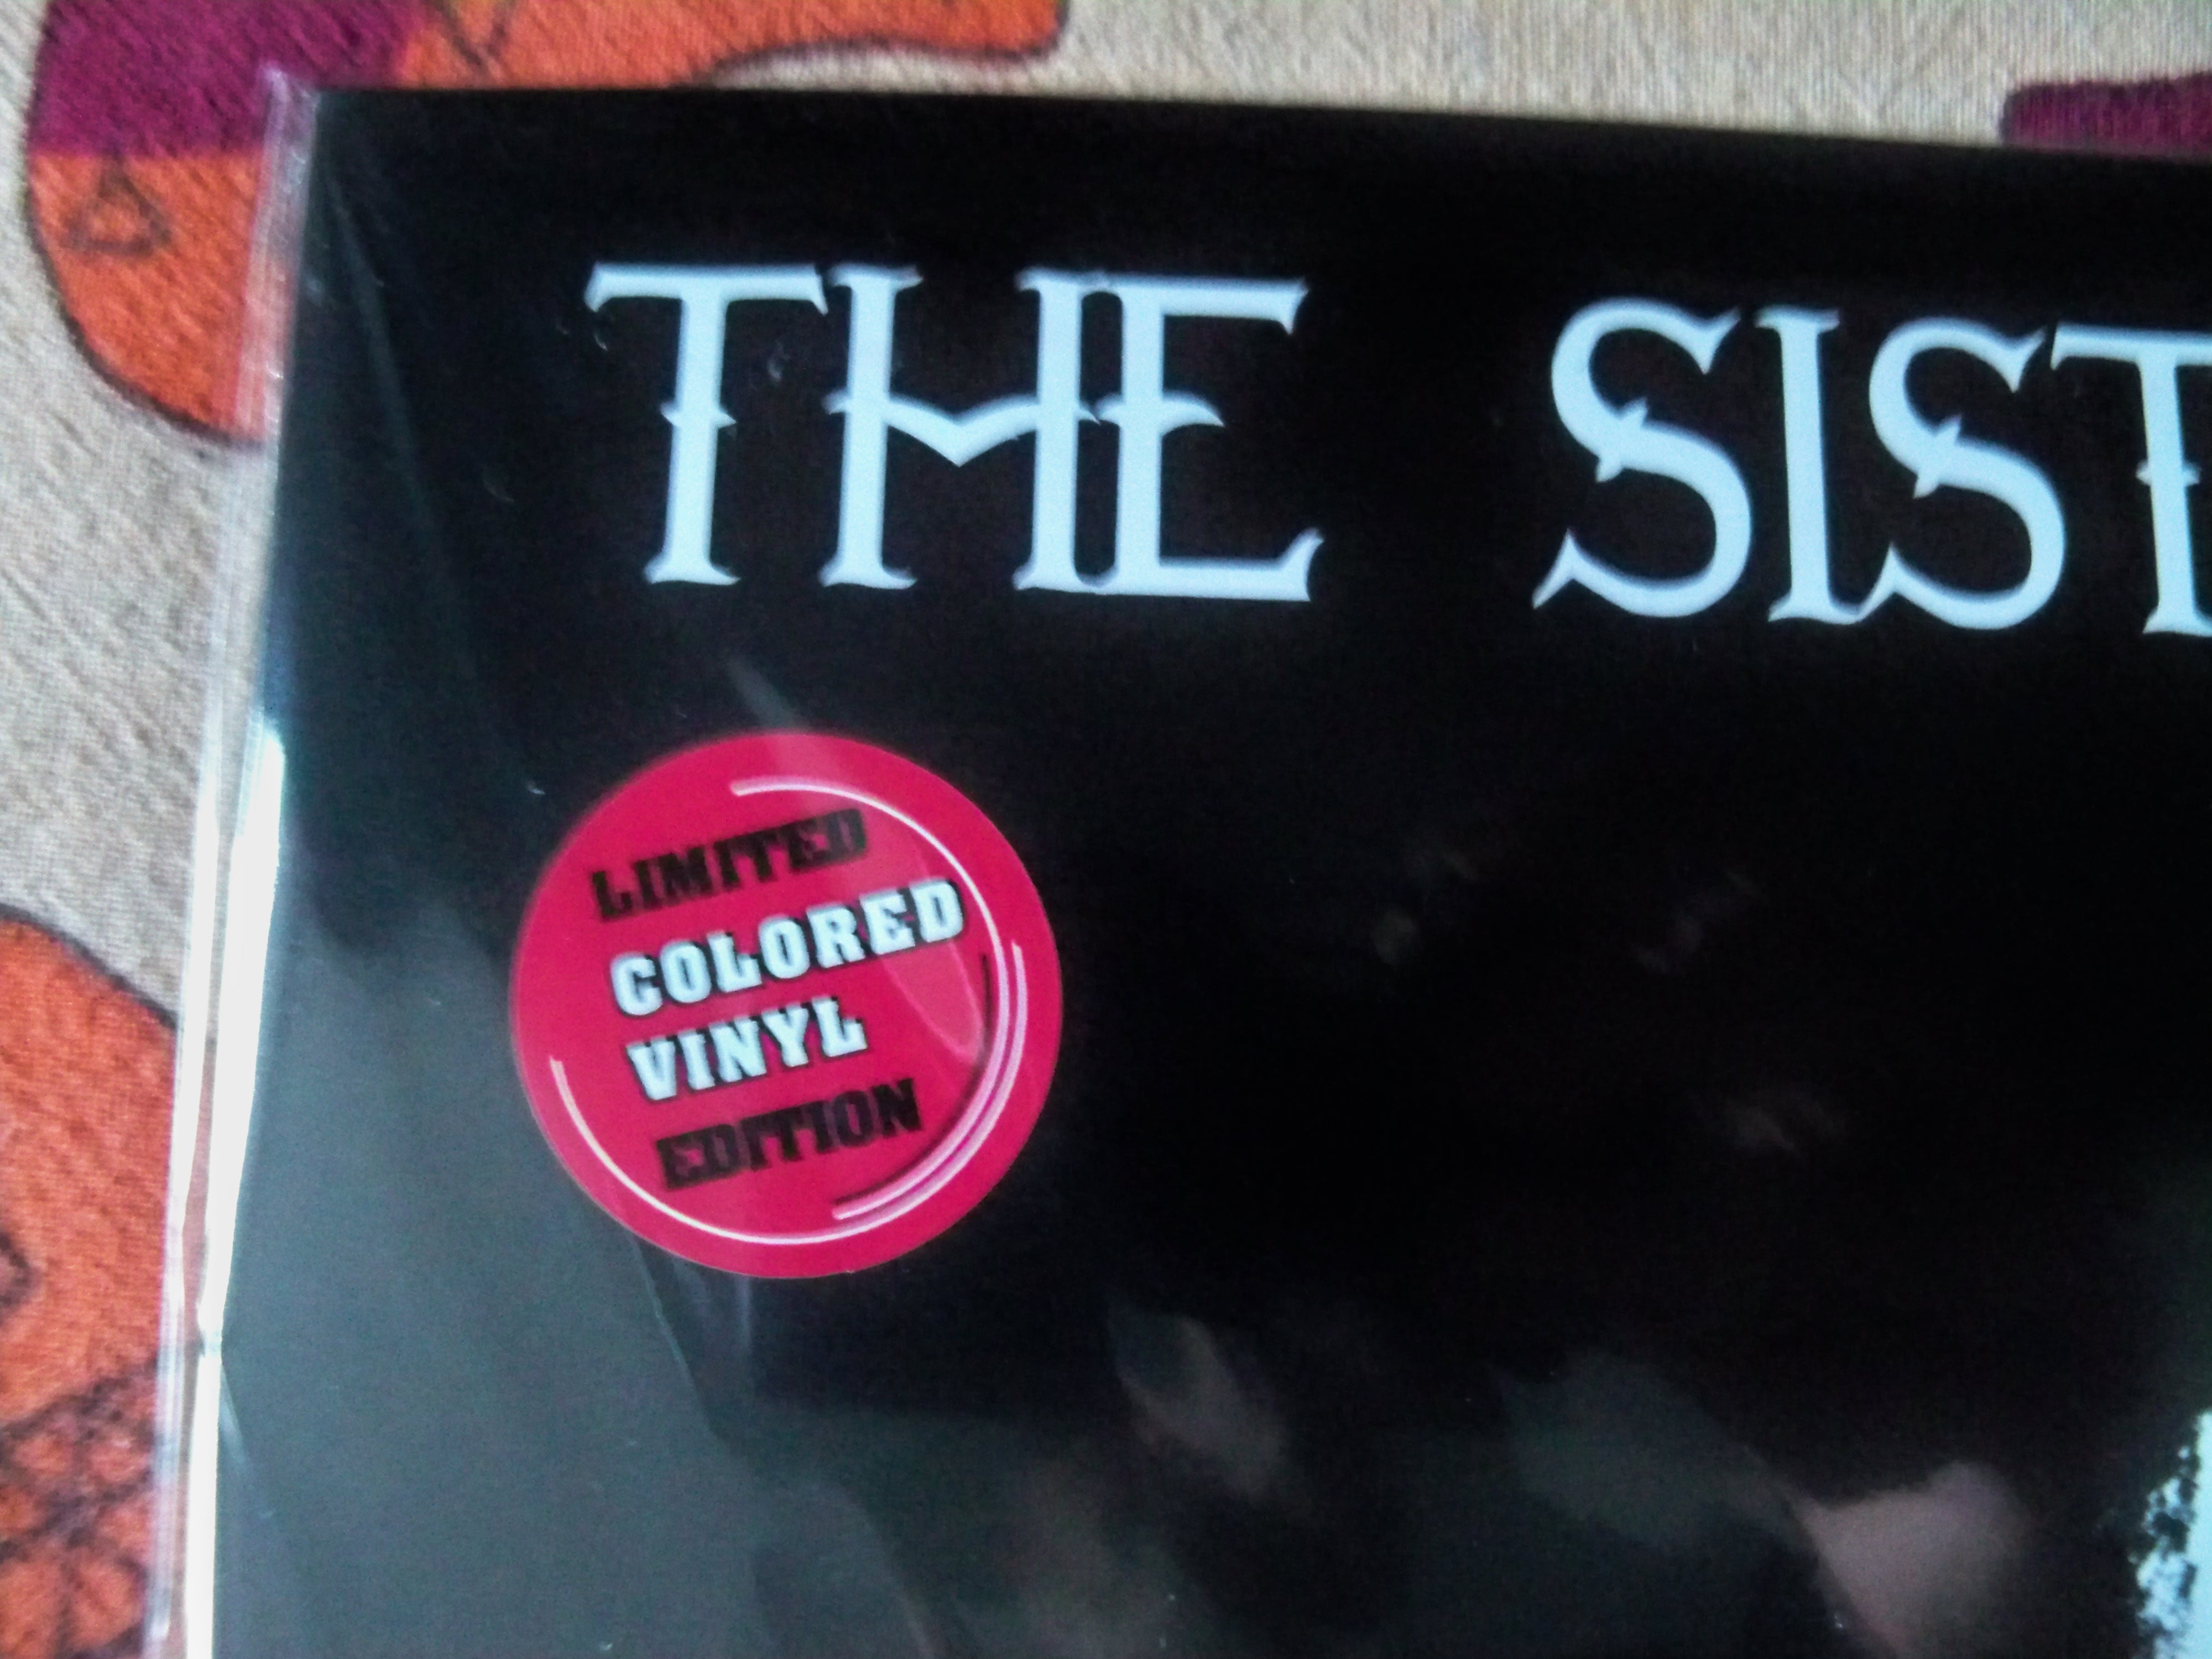 THE SIST
LIMITED
COLORED
VINYL
EDITION